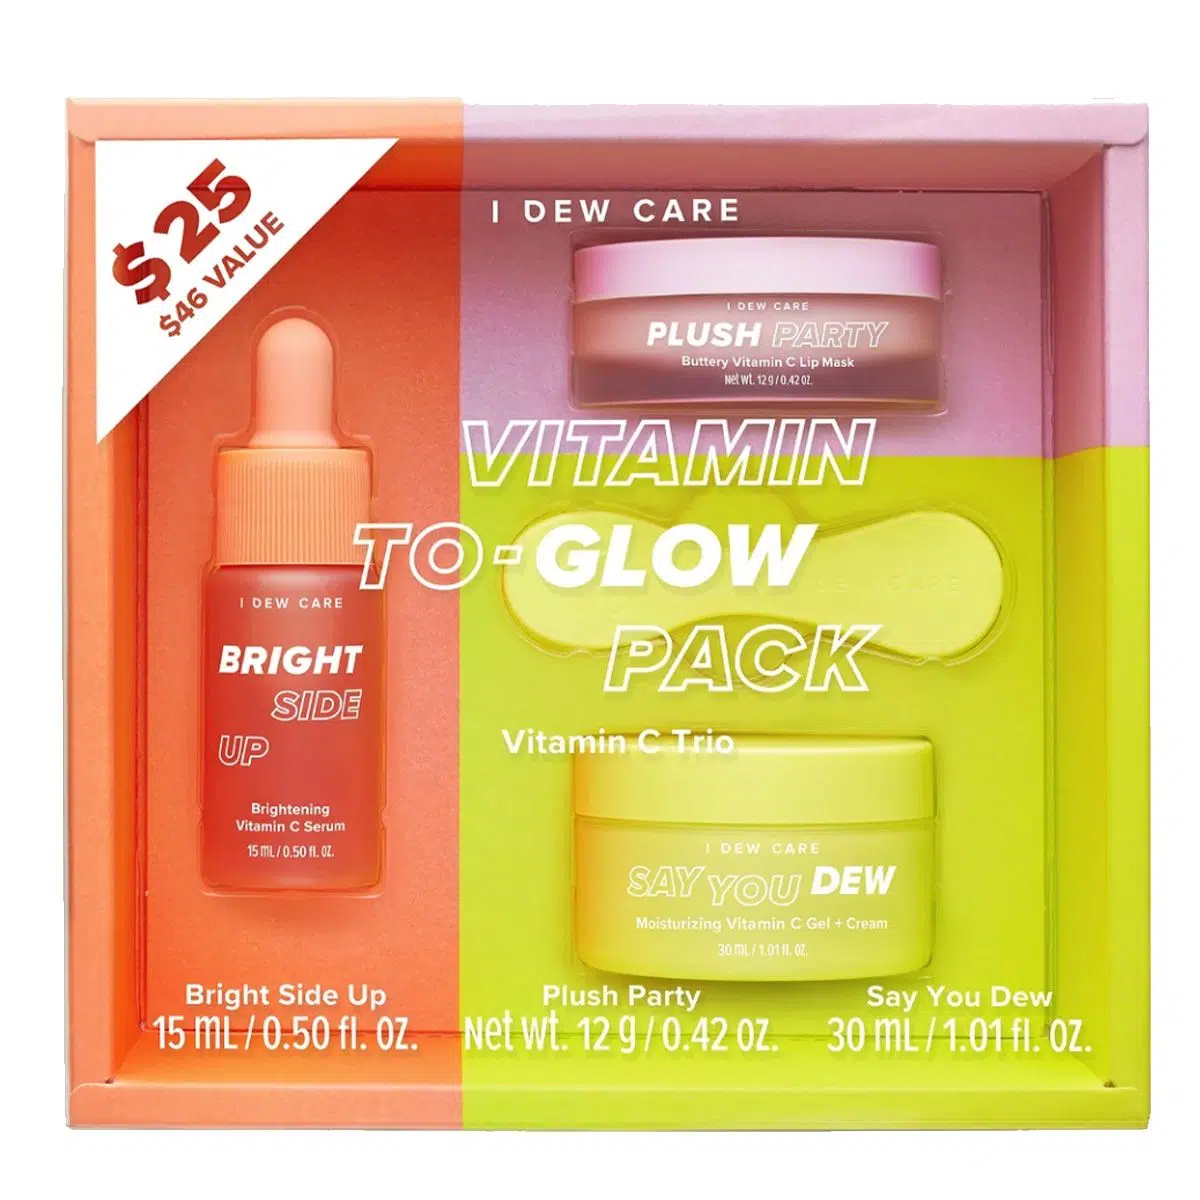 $25
$46 VALUE
I DEW CARE
I DEW CARE
PLUSH PARTY
Buttery Vitamin C Lip Mask
Net wt. 12 g / 0.42 oz.
VITAMIN
TO-GLOW
PACK
Vitamin C Trio
I DEW CARE
BRIGHT
SIDE
UP
Brightening
Vitamin C Serum
15 mL / 0.50 fl. oz.
I DEW CARE
I DEW CARE
SAY YOU DEW
Moisturizing Vitamin C Gel + Cream
30 mL / 1.01 fl. oz.
Bright Side Up
15 mL / 0.50 fl. oz.
Plush Party
Net wt. 12 g / 0.42 oz.
Say You Dew
30 mL / 1.01 fl. oz.